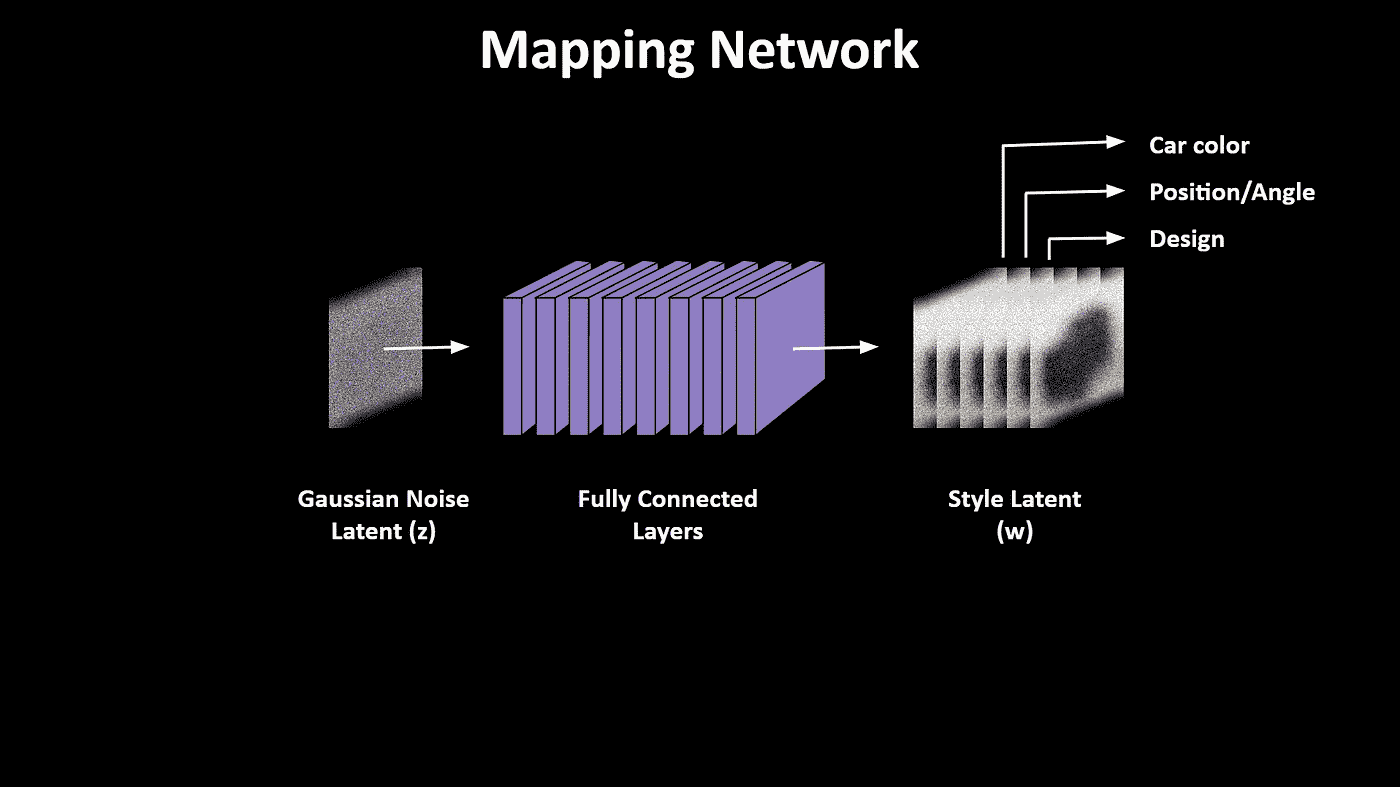 Mapping Network
Car color
Position/Angle
Design
Gaussian Noise
Latent (z)
Fully Connected
Layers
Style Latent
(w)